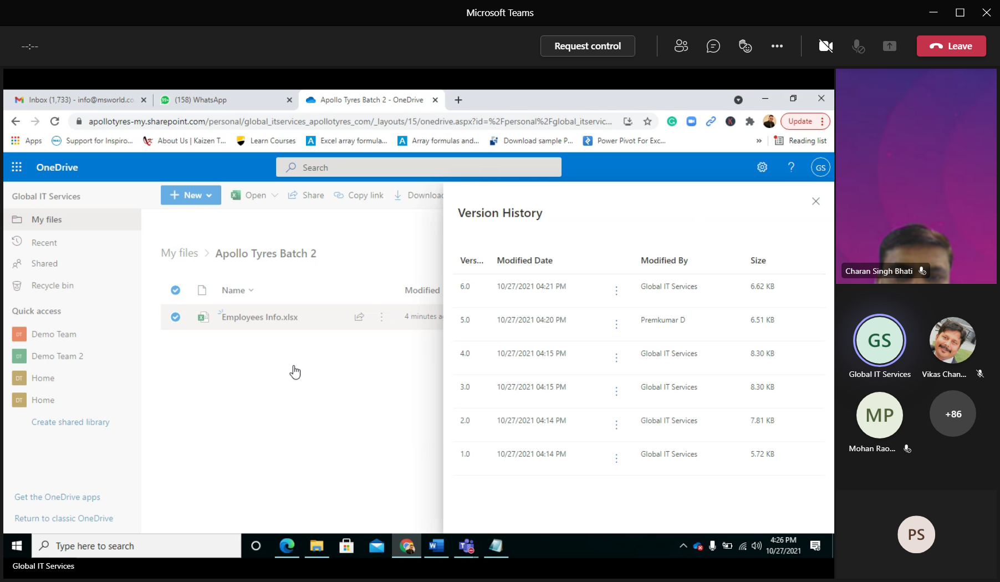 Microsoft Teams
--:--
Request control
Leave
Inbox (1,733) - info@msworld.co
(158) WhatsApp
Apollo Tyres Batch 2 - OneDrive
apollotyres-my.sharepoint.com/personal/global_itservices_apollotyres_com/_layouts/15/onedrive.aspx?id=%2Fpersonal%2Fglobal_itservic...
Update
Apps
Support for Inspiro...
About Us | Kaizen T...
Learn Courses
Excel array formula...
Array formulas and...
Download sample P...
Power Pivot For Exc...
»
Reading list
OneDrive
Search
?
GS
Global IT Services
My files
Recent
Shared
Recycle bin
Quick access
DT Demo Team
DT Demo Team 2
DT Home
DT Home
Create shared library
Get the OneDrive apps
Return to classic OneDrive
+ New
Open
Share
Copy link
Download
My files > Apollo Tyres Batch 2
Name
Modified
Employees Info.xlsx
4 minutes a
Version History
Vers... Modified Date Modified By Size
6.0 10/27/2021 04:21 PM Global IT Services 6.62 KB
5.0 10/27/2021 04:20 PM Premkumar D 6.51 KB
4.0 10/27/2021 04:15 PM Global IT Services 8.30 KB
3.0 10/27/2021 04:15 PM Global IT Services 8.30 KB
2.0 10/27/2021 04:14 PM Global IT Services 7.81 KB
1.0 10/27/2021 04:14 PM Global IT Services 5.72 KB
Type here to search
4:26 PM
10/27/2021
Global IT Services
Charan Singh Bhati
GS
Global IT Services
Vikas Chan...
MP
Mohan Rao...
+86
PS